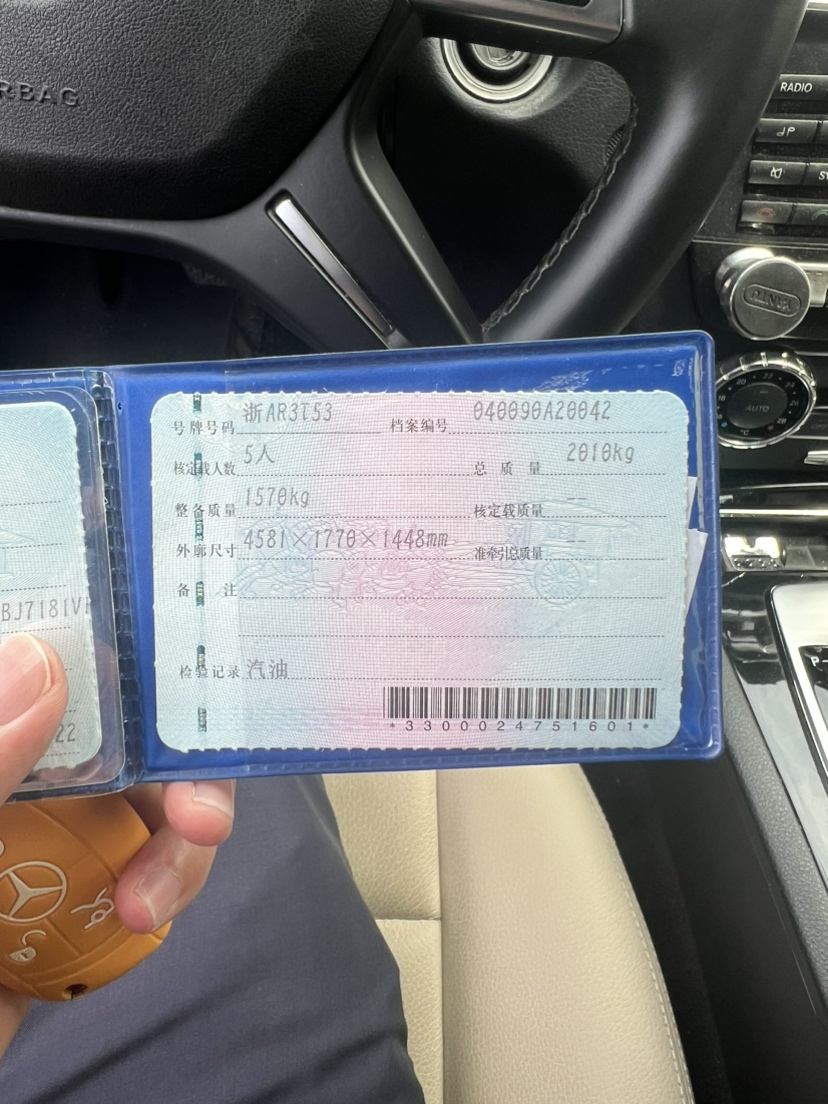 RBAG
RADIO
AUTO
号牌号码 浙AR3T53 档案编号 040090A20042
核定载人数 5人 总质量 2010kg
整备质量 1570kg 核定载质量 --
外廓尺寸 4581×1770×1448mm 准牵引总质量 --
备注
BJ7181V
检验记录 汽油
22
*3300024751601*